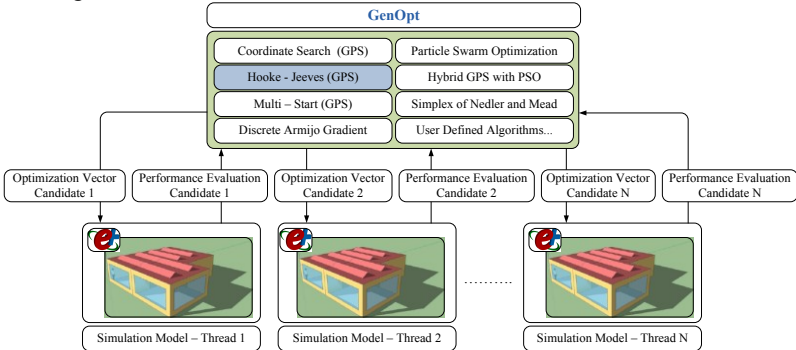 GenOpt
Coordinate Search (GPS)
Particle Swarm Optimization
Hooke - Jeeves (GPS)
Hybrid GPS with PSO
Multi – Start (GPS)
Simplex of Nedler and Mead
Discrete Armijo Gradient
User Defined Algorithms...
Optimization Vector
Candidate 1
Performance Evaluation
Candidate 1
Optimization Vector
Candidate 2
Performance Evaluation
Candidate 2
Optimization Vector
Candidate N
Performance Evaluation
Candidate N
e+
e+
e+
..........
Simulation Model – Thread 1
Simulation Model – Thread 2
Simulation Model – Thread N